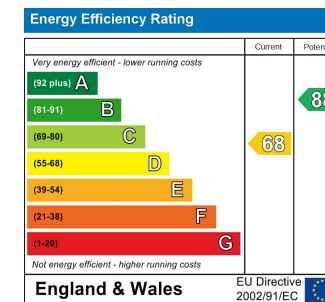 Energy Efficiency Rating
Current
Very energy efficient - lower running costs
(92 plus) A
(81-91) B
(69-80) C
68
(55-68) D
(39-54) E
(21-38) F
(1-20) G
Not energy efficient - higher running costs
England & Wales
EU Directive
2002/91/EC